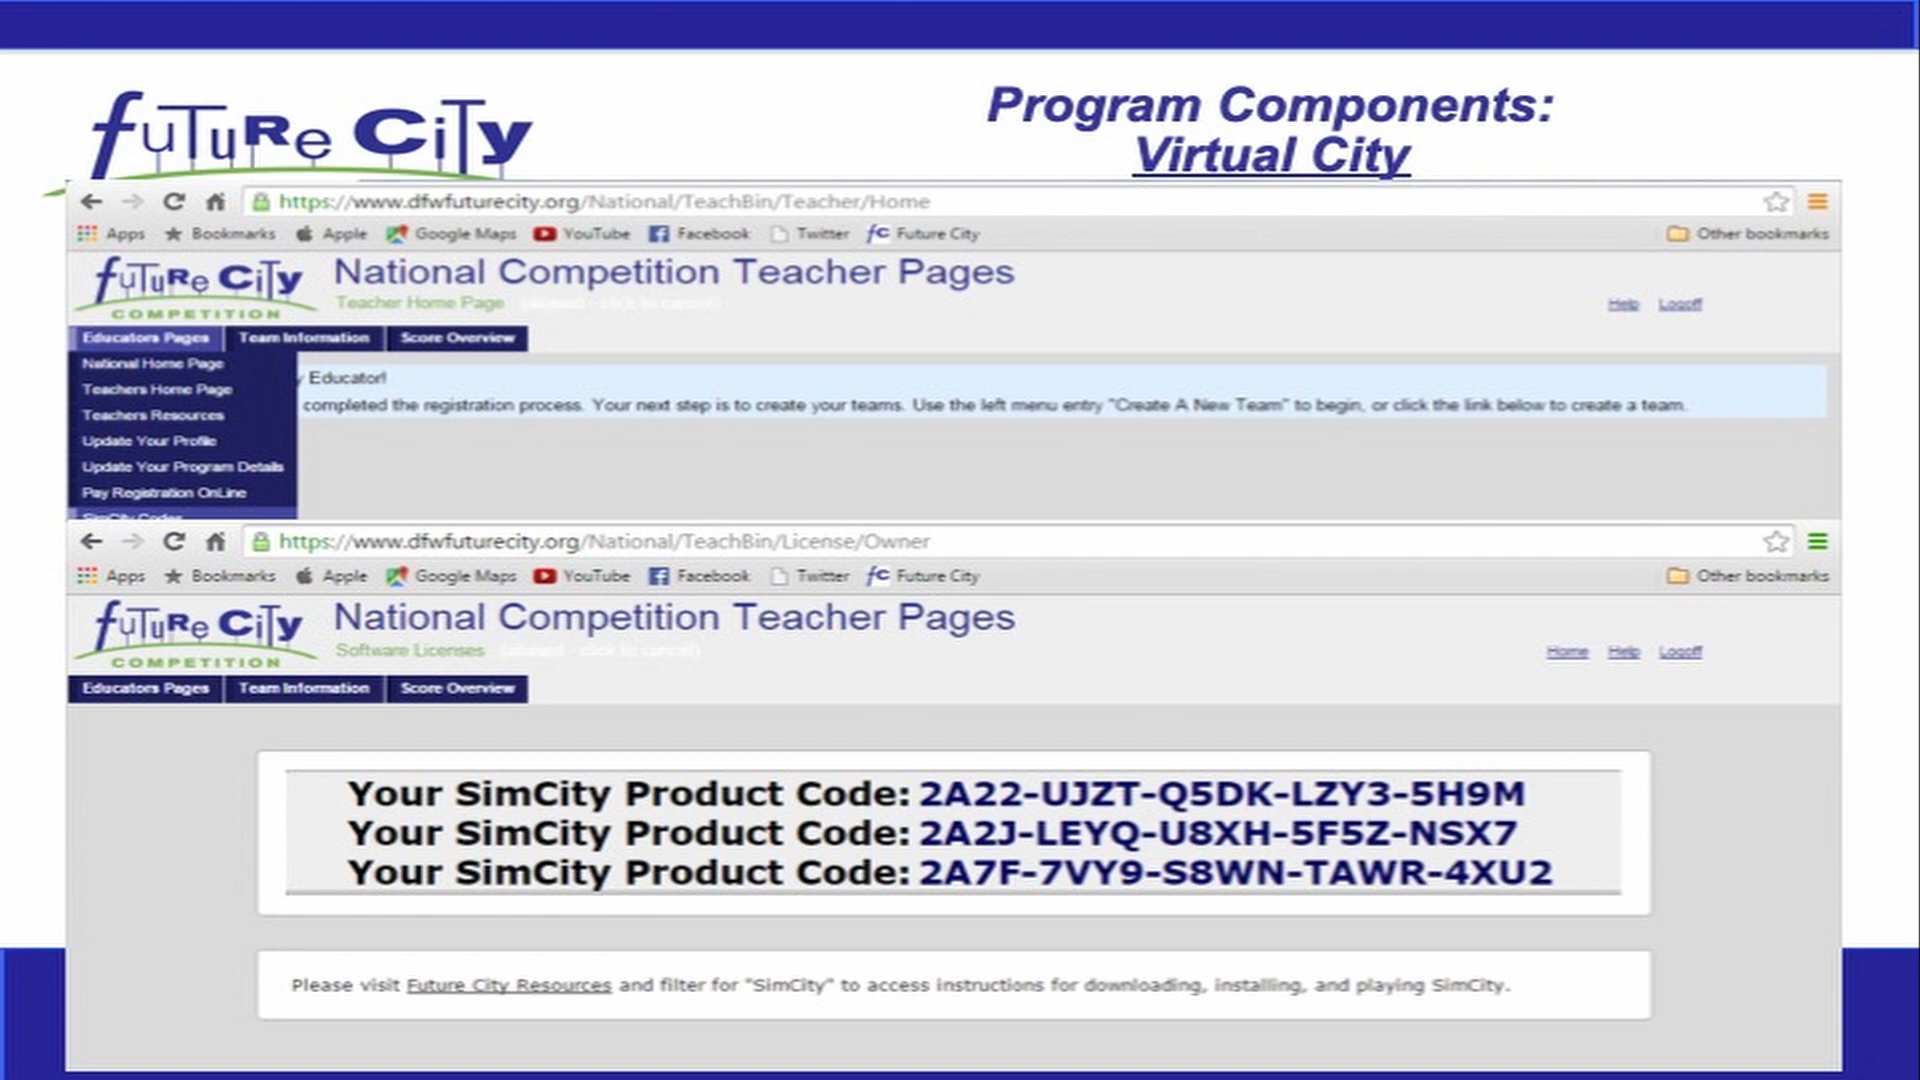 Future City
Program Components:
Virtual City
https://www.dfwfuturecity.org/National/TeachBin/Teacher/Home
Apps Bookmarks Apple Google Maps YouTube Facebook Twitter Future City Other bookmarks
Future City
COMPETITION
National Competition Teacher Pages
Teacher Home Page
Help Logoff
Educators Pages Team Information Score Overview
National Home Page
Teachers Home Page
Teachers Resources
Update Your Profile
Update Your Program Details
Pay Registration OnLine
SimCity Codes
y Educator!
completed the registration process. Your next step is to create your teams. Use the left menu entry "Create A New Team" to begin, or click the link below to create a team.
https://www.dfwfuturecity.org/National/TeachBin/License/Owner
Apps Bookmarks Apple Google Maps YouTube Facebook Twitter Future City Other bookmarks
Future City
COMPETITION
National Competition Teacher Pages
Software Licenses
Home Help Logoff
Educators Pages Team Information Score Overview
Your SimCity Product Code: 2A22-UJZT-Q5DK-LZY3-5H9M
Your SimCity Product Code: 2A2J-LEYQ-U8XH-5F5Z-NSX7
Your SimCity Product Code: 2A7F-7VY9-S8WN-TAWR-4XU2
Please visit Future City Resources and filter for "SimCity" to access instructions for downloading, installing, and playing SimCity.